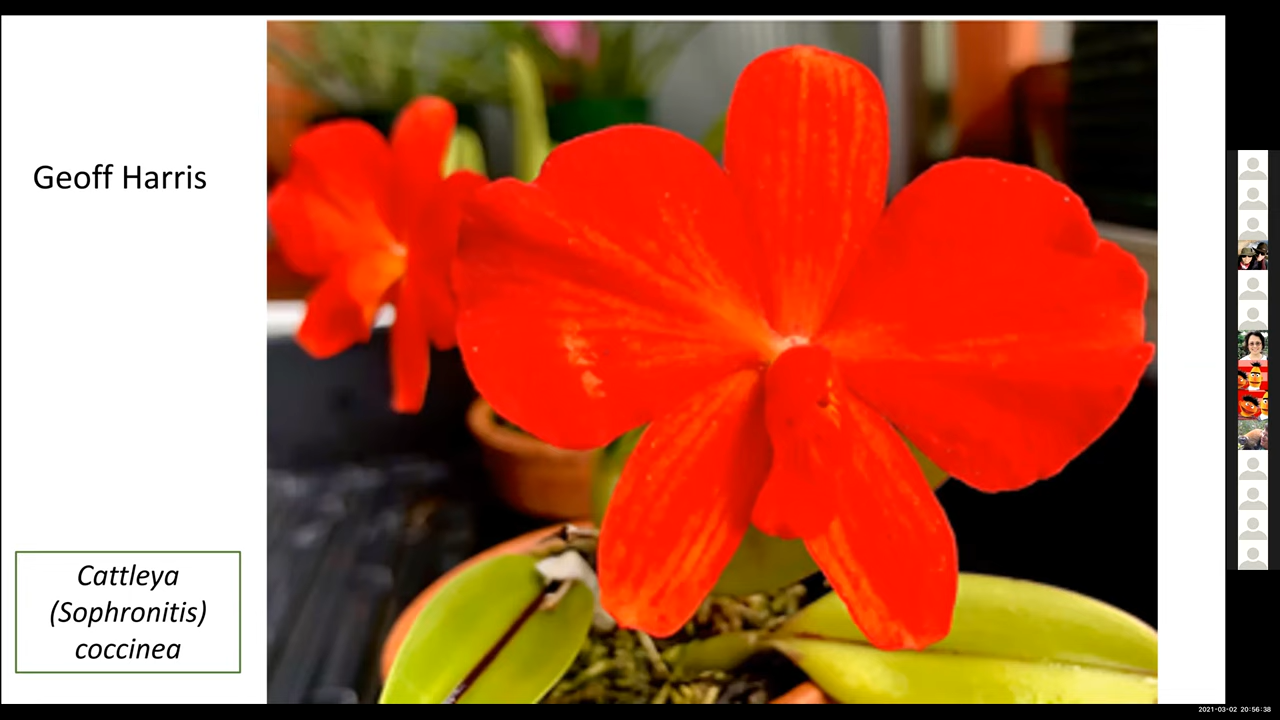 Geoff Harris
Cattleya
(Sophronitis)
coccinea
2021-03-02 20:56:38